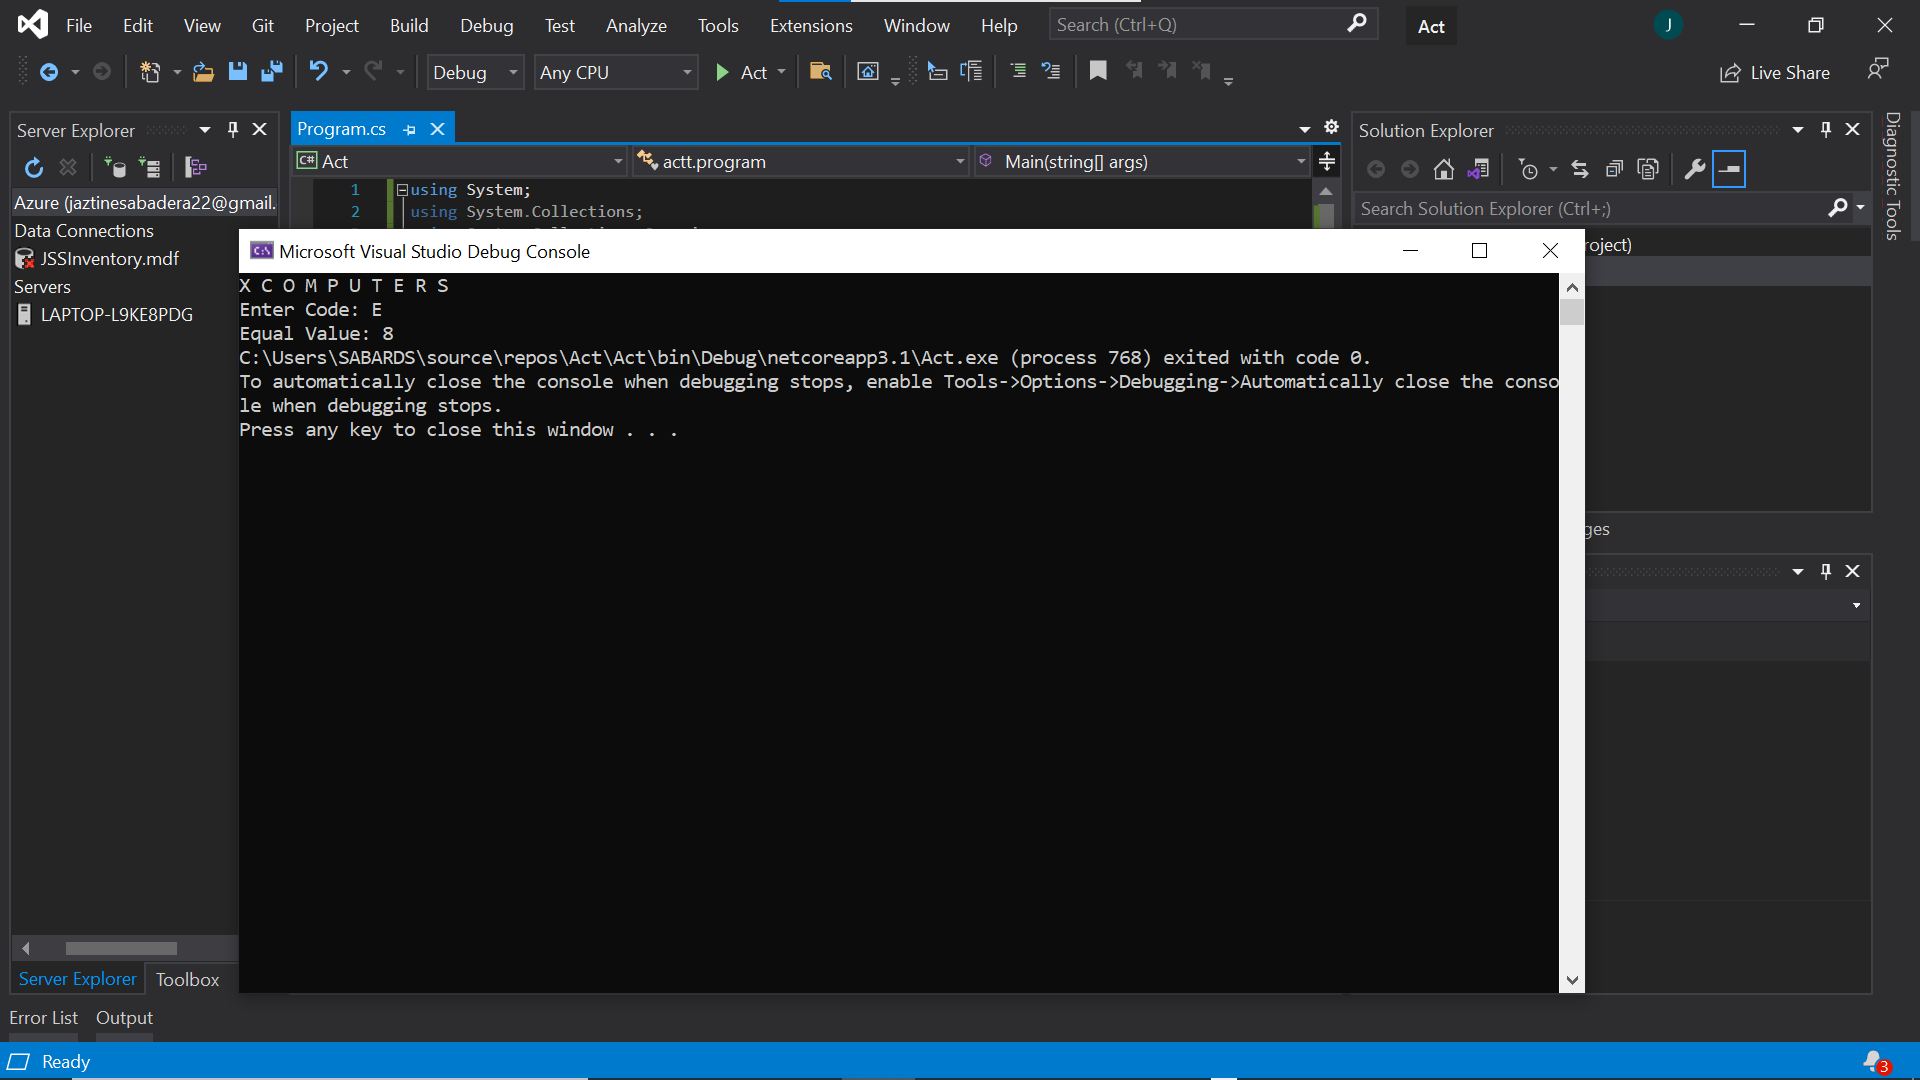 File Edit View Git Project Build Debug Test Analyze Tools Extensions Window Help Search (Ctrl+Q) Act J
Debug Any CPU Act Live Share
Server Explorer
Azure (jaztinesabadera22@gmail.
Data Connections
JSSInventory.mdf
Servers
LAPTOP-L9KE8PDG
Server Explorer Toolbox
Program.cs
C# Act actt.program Main(string[] args)
1 using System;
2 using System.Collections;
Microsoft Visual Studio Debug Console
X C O M P U T E R S
Enter Code: E
Equal Value: 8
C:\Users\SABARDS\source\repos\Act\Act\bin\Debug\netcoreapp3.1\Act.exe (process 768) exited with code 0.
To automatically close the console when debugging stops, enable Tools->Options->Debugging->Automatically close the conso
le when debugging stops.
Press any key to close this window . . .
Solution Explorer
Search Solution Explorer (Ctrl+;)
roject)
ges
Diagnostic Tools
Error List Output
Ready 3